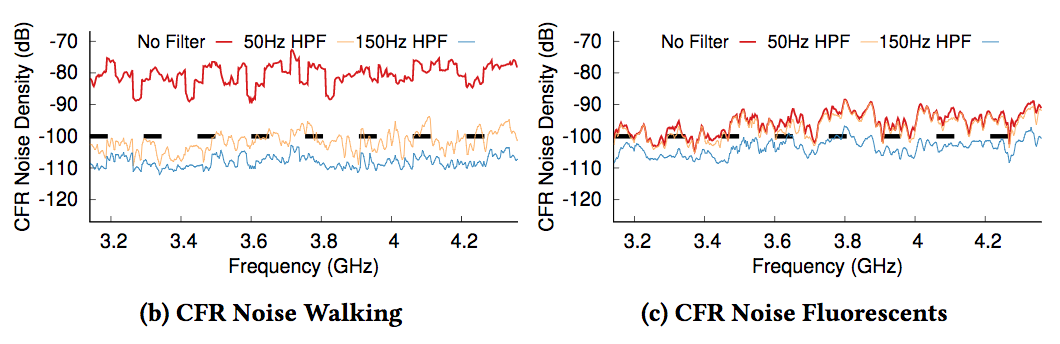 CFR Noise Density (dB)
-70
-80
-90
-100
-110
-120
No Filter
50Hz HPF
150Hz HPF
3.2 3.4 3.6 3.8 4 4.2
Frequency (GHz)
(b) CFR Noise Walking
CFR Noise Density (dB)
-70
-80
-90
-100
-110
-120
No Filter
50Hz HPF
150Hz HPF
3.2 3.4 3.6 3.8 4 4.2
Frequency (GHz)
(c) CFR Noise Fluorescents